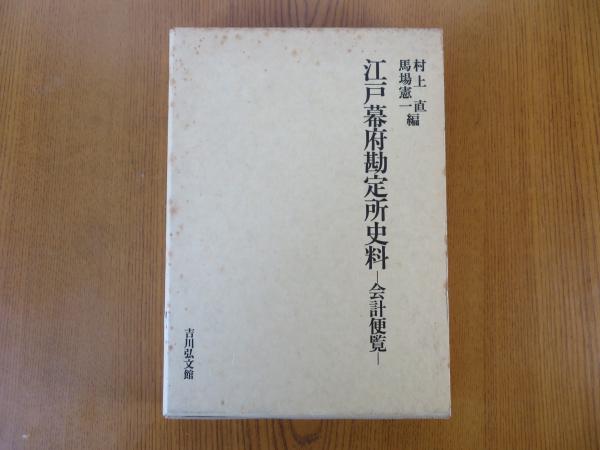 村上 直
馬場憲一編
江戸幕府勘定所史料―会計便覧―
吉川弘文館